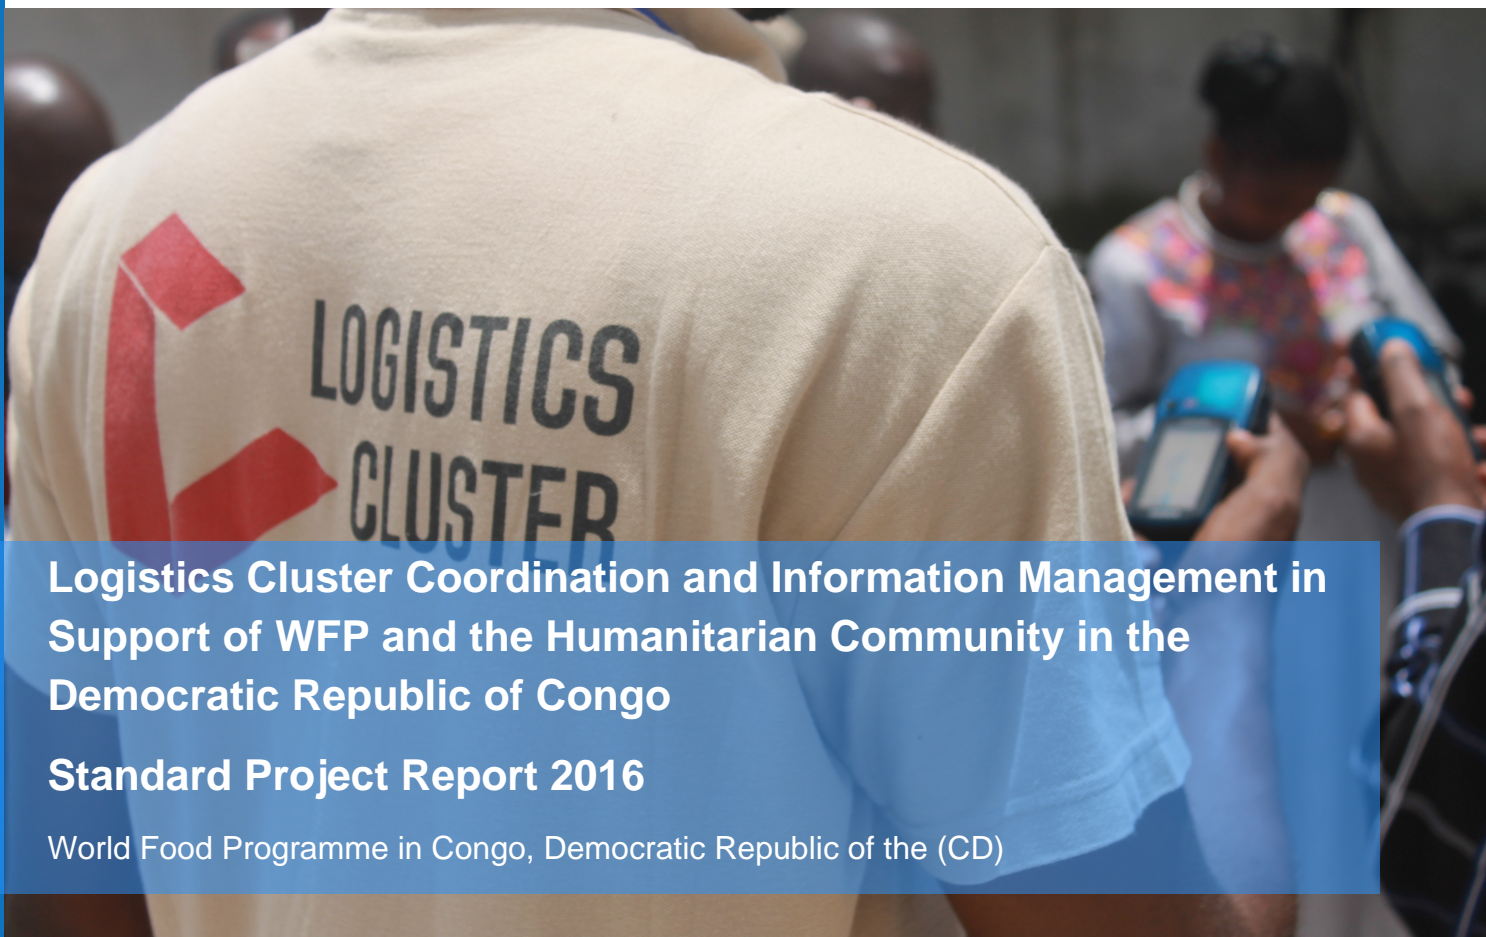 LOGISTICS
CLUSTER
Logistics Cluster Coordination and Information Management in
Support of WFP and the Humanitarian Community in the
Democratic Republic of Congo
Standard Project Report 2016
World Food Programme in Congo, Democratic Republic of the (CD)